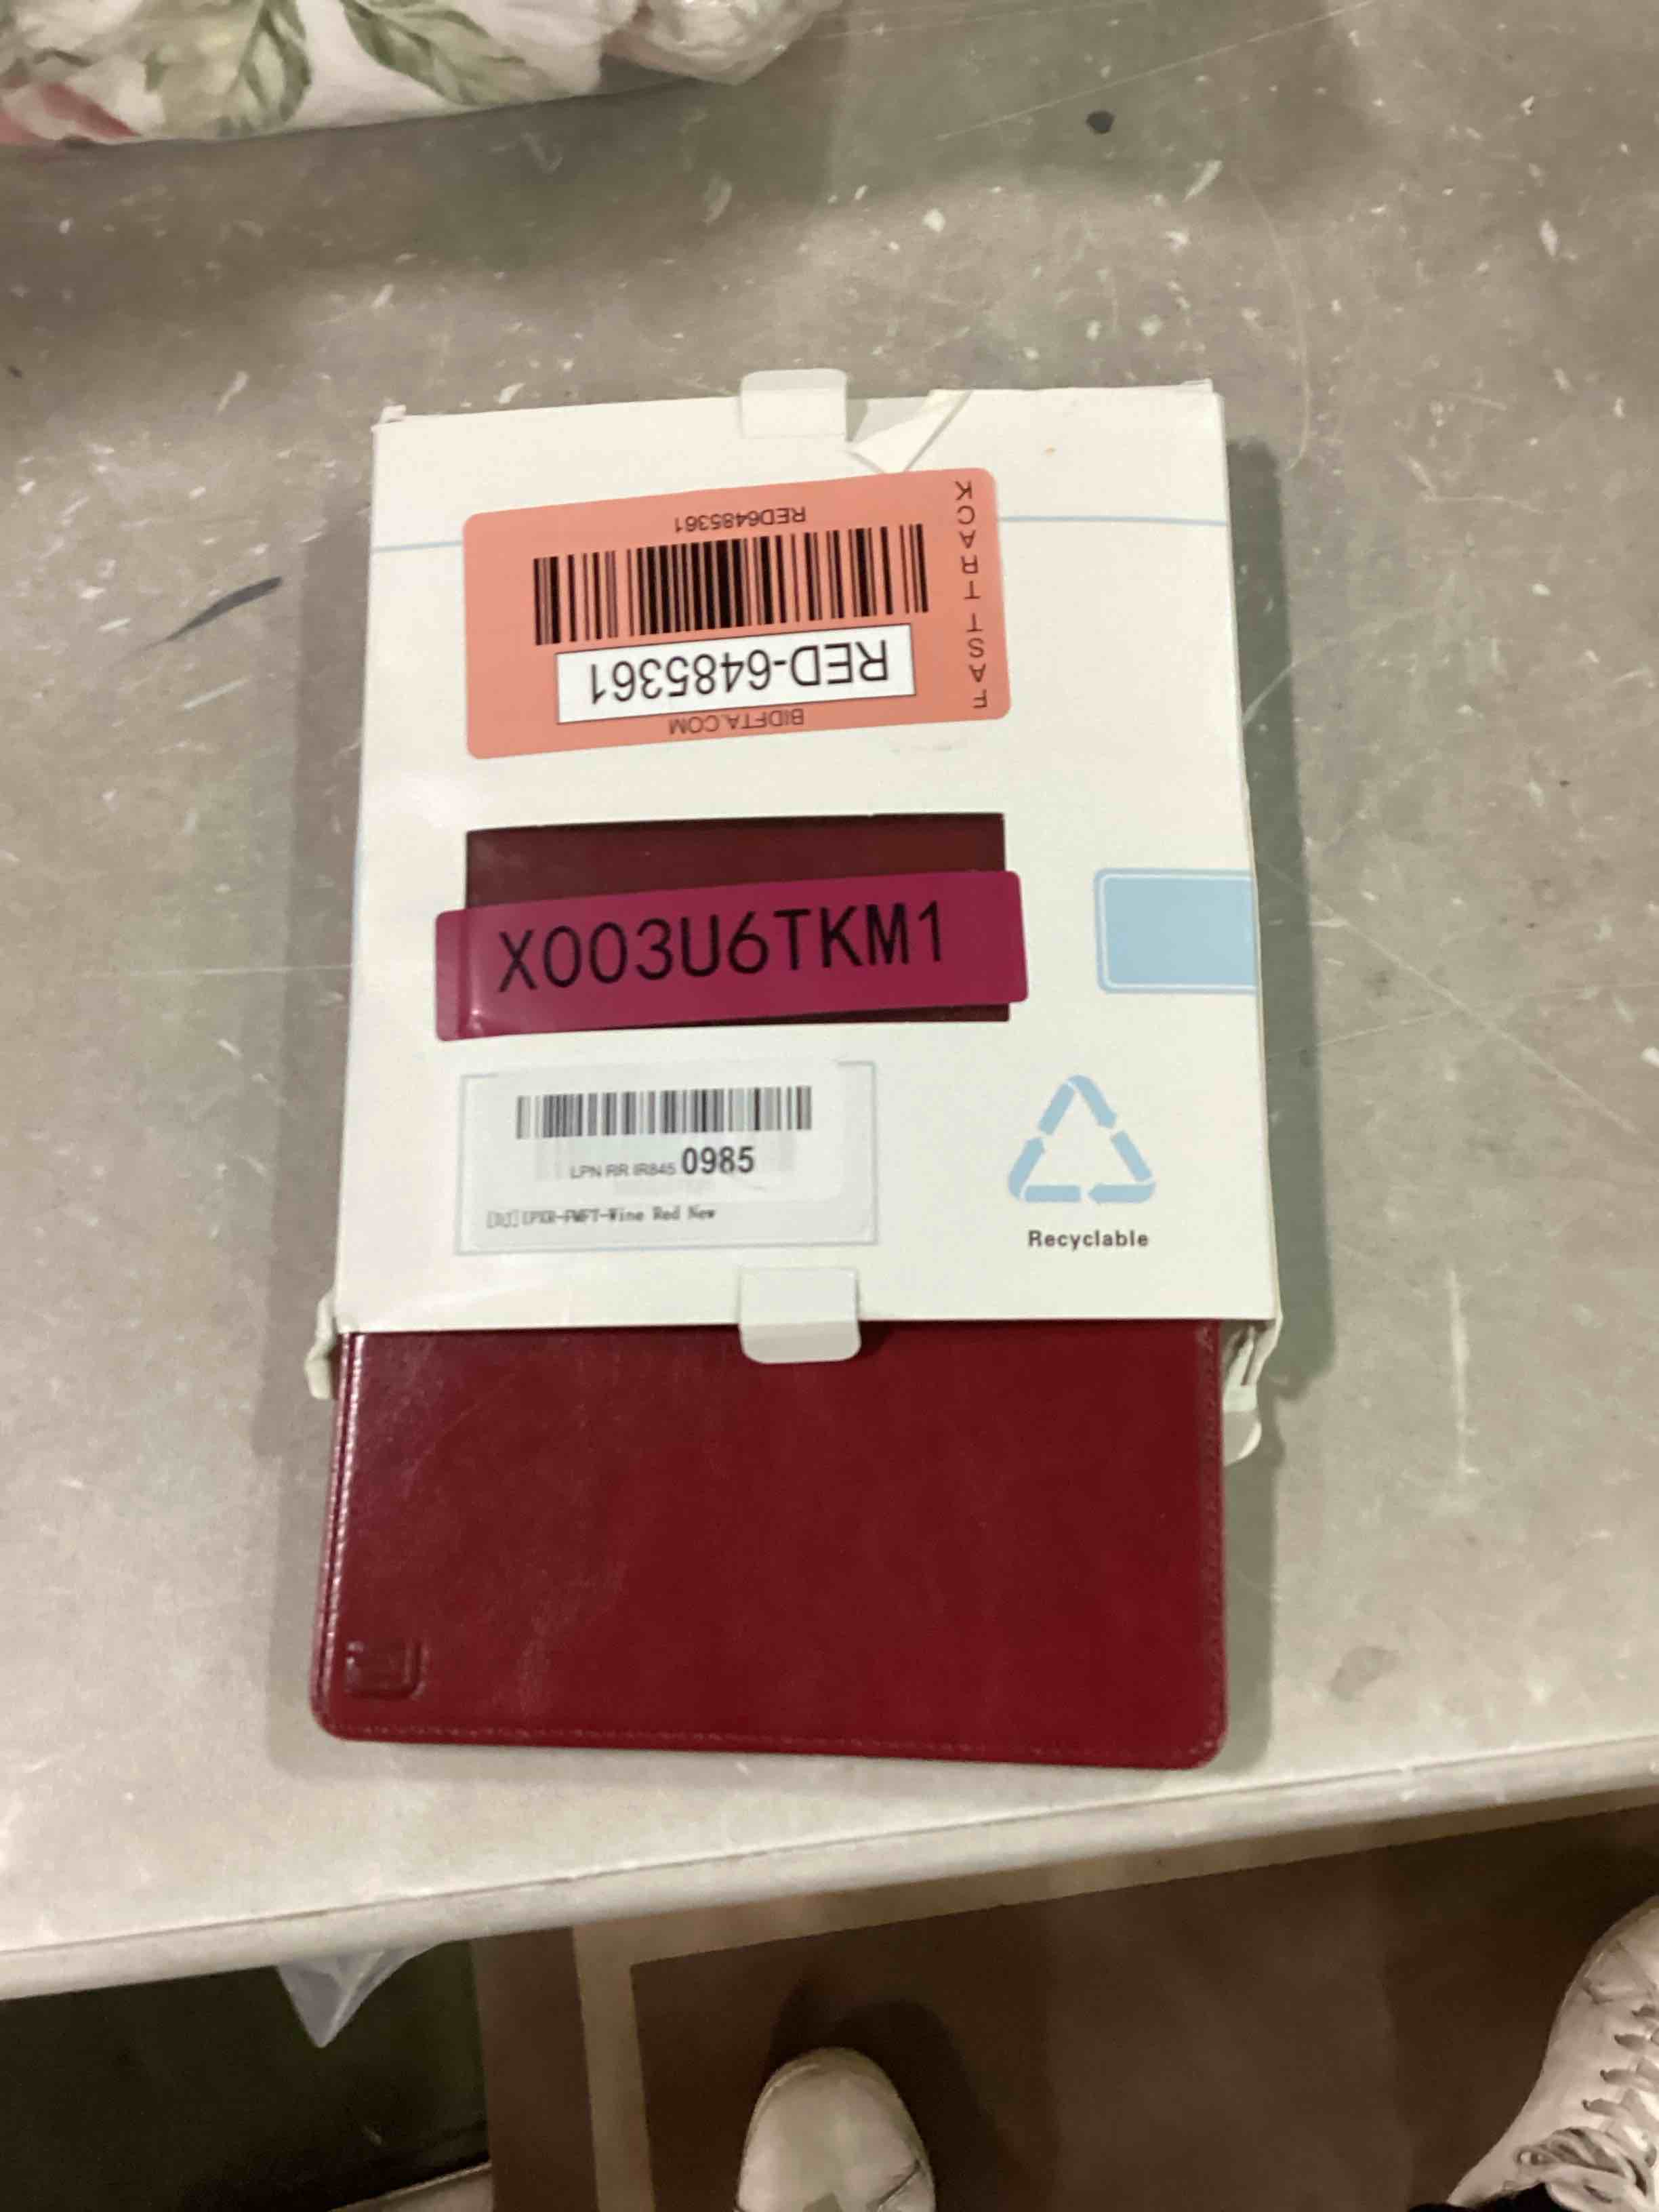 RED6485361
RED-6485361
BIDFTA.COM
FAST TRACK
X003U6TKM1
LPN RR IR845 0985
Wine Red New
Recyclable